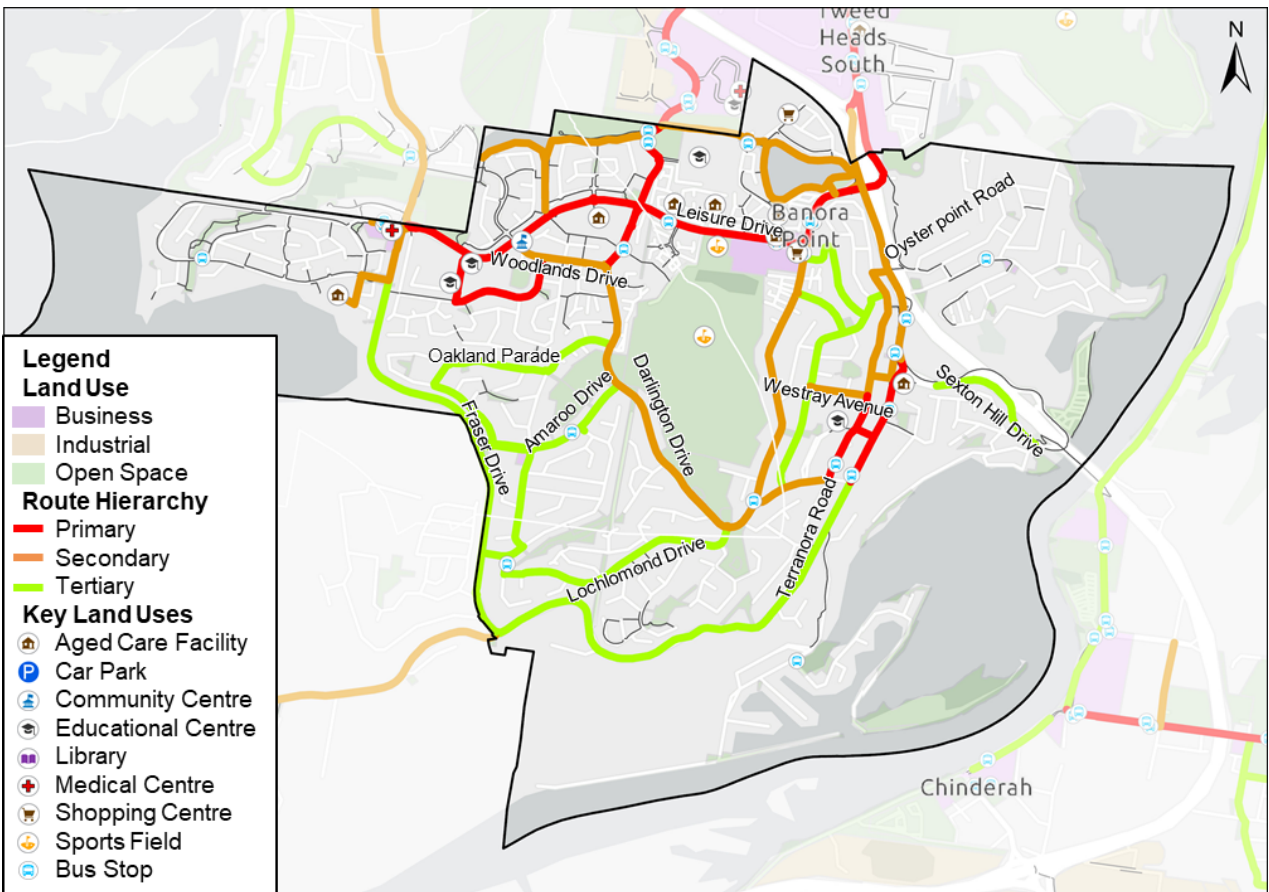 Tweed
Heads
South
N
Oyster point Road
Leisure Drive
Banora
Point
Woodlands Drive
Oakland Parade
Darlington Drive
Amaroo Drive
Fraser Drive
Westray Avenue
Sexton Hill Drive
Terranora Road
Lochlomond Drive
Chinderah
Legend
Land Use
Business
Industrial
Open Space
Route Hierarchy
Primary
Secondary
Tertiary
Key Land Uses
Aged Care Facility
P Car Park
Community Centre
Educational Centre
Library
Medical Centre
Shopping Centre
Sports Field
Bus Stop